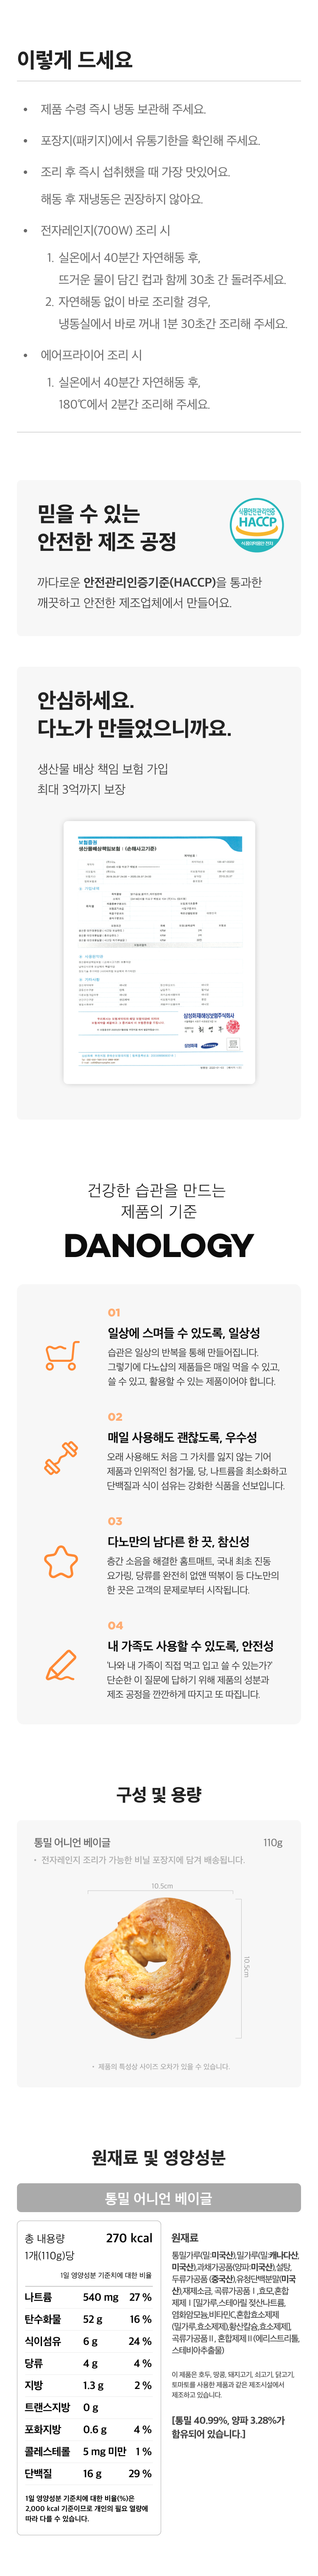 이렇게 드세요
• 제품 수령 즉시 냉동 보관해 주세요.
• 포장지(패키지)에서 유통기한을 확인해 주세요.
• 조리 후 즉시 섭취했을 때 가장 맛있어요.
해동 후 재냉동은 권장하지 않아요.
• 전자레인지(700W) 조리 시
1. 실온에서 40분간 자연해동 후,
뜨거운 물이 담긴 컵과 함께 30초 간 돌려주세요.
2. 자연해동 없이 바로 조리할 경우,
냉동실에서 바로 꺼내 1분 30초간 조리해 주세요.
• 에어프라이어 조리 시
1. 실온에서 40분간 자연해동 후,
180℃에서 2분간 조리해 주세요.
믿을 수 있는
안전한 제조 공정
식품안전관리인증
HACCP
식품의약품안전처
까다로운 안전관리인증기준(HACCP)을 통과한
깨끗하고 안전한 제조업체에서 만들어요.
안심하세요.
다노가 만들었으니까요.
생산물 배상 책임 보험 가입
최대 3억까지 보장
보험증권
생산물배상책임보험 : (손해사고기준)
삼성화재해상보험주식회사
삼성화재
SAMSUNG
건강한 습관을 만드는
제품의 기준
DANOLOGY
01
일상에 스며들 수 있도록, 일상성
습관은 일상의 반복을 통해 만들어집니다.
그렇기에 다노샵의 제품들은 매일 먹을 수 있고,
쓸 수 있고, 활용할 수 있는 제품이어야 합니다.
02
매일 사용해도 괜찮도록, 우수성
오래 사용해도 처음 그 가치를 잃지 않는 기어
제품과 인위적인 첨가물, 당, 나트륨을 최소화하고
단백질과 식이 섬유는 강화한 식품을 선보입니다.
03
다노만의 남다른 한 끗, 참신성
층간 소음을 해결한 홈트매트, 국내 최초 진동
요가링, 당류를 완전히 없앤 떡볶이 등 다노만의
한 끗은 고객의 문제로부터 시작됩니다.
04
내 가족도 사용할 수 있도록, 안전성
'나와 내 가족이 직접 먹고 입고 쓸 수 있는가?'
단순한 이 질문에 답하기 위해 제품의 성분과
제조 공정을 깐깐하게 따지고 또 따집니다.
구성 및 용량
통밀 어니언 베이글 110g
• 전자레인지 조리가 가능한 비닐 포장지에 담겨 배송됩니다.
10.5cm
10.5cm
• 제품의 특성상 사이즈 오차가 있을 수 있습니다.
원재료 및 영양성분
통밀 어니언 베이글
총 내용량 270 kcal
1개(110g)당
1일 영양성분 기준치에 대한 비율
나트륨 540 mg 27 %
탄수화물 52 g 16 %
식이섬유 6 g 24 %
당류 4 g 4 %
지방 1.3 g 2 %
트랜스지방 0 g
포화지방 0.6 g 4 %
콜레스테롤 5 mg 미만 1 %
단백질 16 g 29 %
1일 영양성분 기준치에 대한 비율(%)은
2,000 kcal 기준이므로 개인의 필요 열량에
따라 다를 수 있습니다.
원재료
통밀가루(밀:미국산),밀가루(밀:캐나다산,
미국산),과채가공품(양파:미국산),설탕,
두류가공품 (중국산),유청단백분말(미국
산),재제소금, 곡류가공품Ⅰ,효모,혼합
제제Ⅰ[밀가루,스테아릴 젖산나트륨,
염화암모늄,비타민C,혼합효소제제
(밀가루,효소제제),황산칼슘,효소제제],
곡류가공품Ⅱ, 혼합제제Ⅱ(에리스리톨,
스테비아추출물)
이 제품은 호두, 땅콩, 돼지고기, 쇠고기, 닭고기,
토마토를 사용한 제품과 같은 제조시설에서
제조하고 있습니다.
[통밀 40.99%, 양파 3.28%가
함유되어 있습니다.]